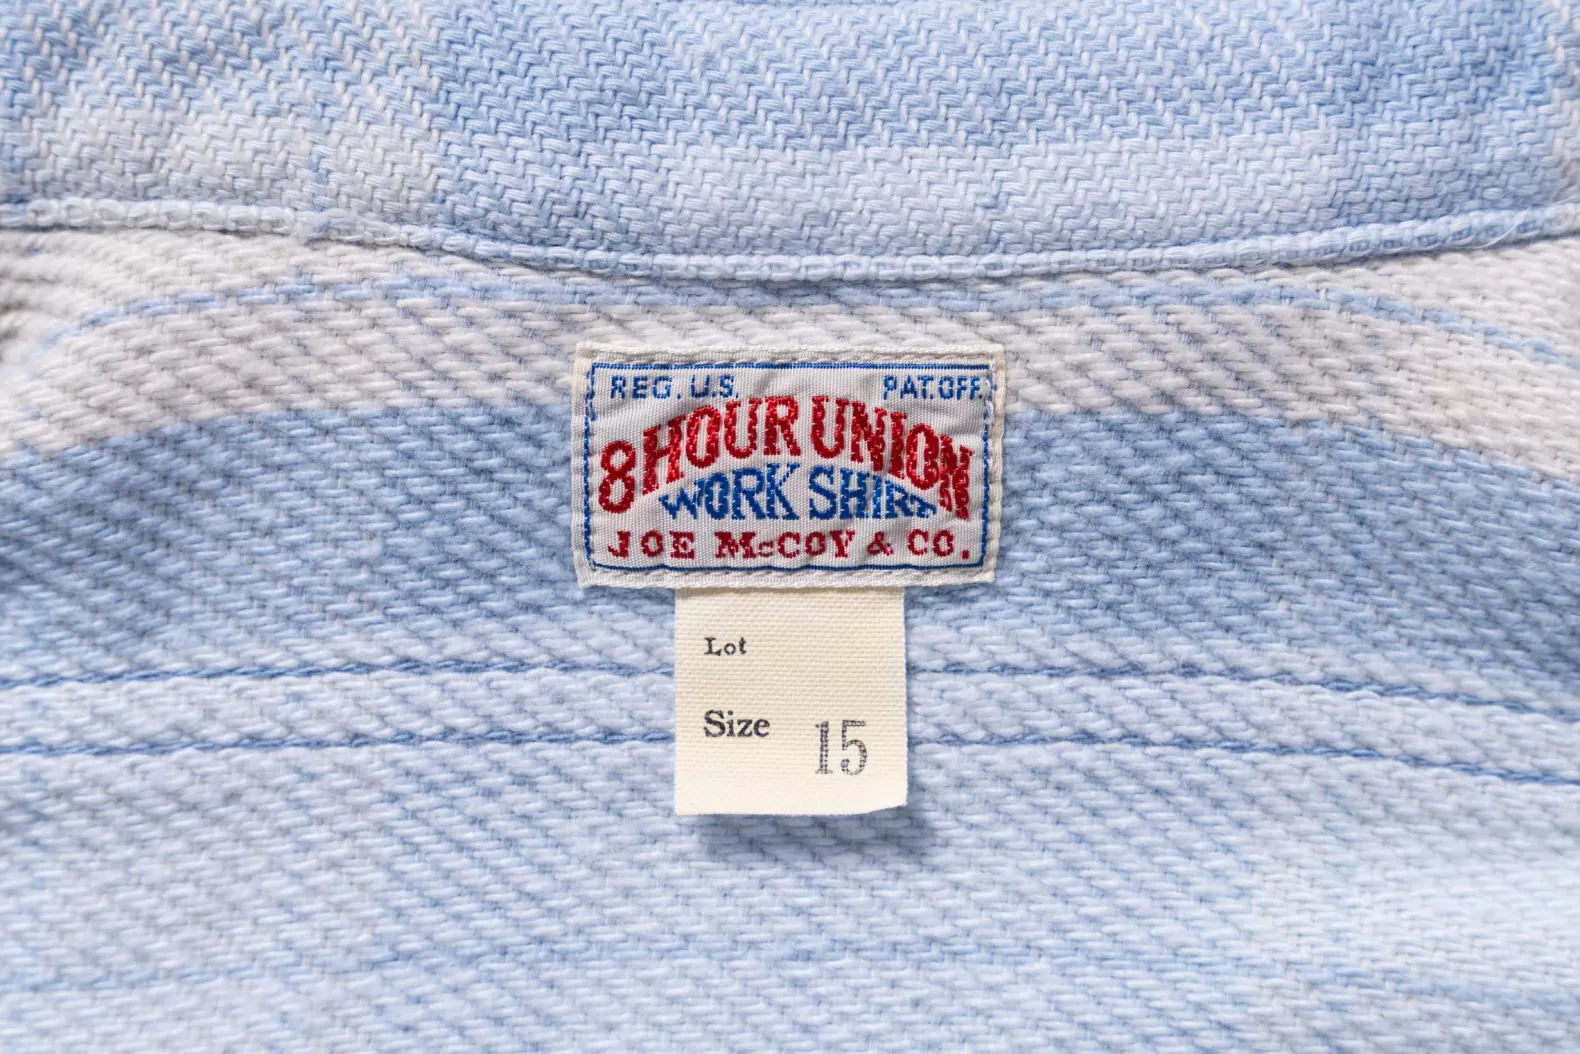 REG. U.S. PAT. OFF.
8 HOUR UNION
WORK SHIRT
JOE McCOY & CO.
Lot
Size 15